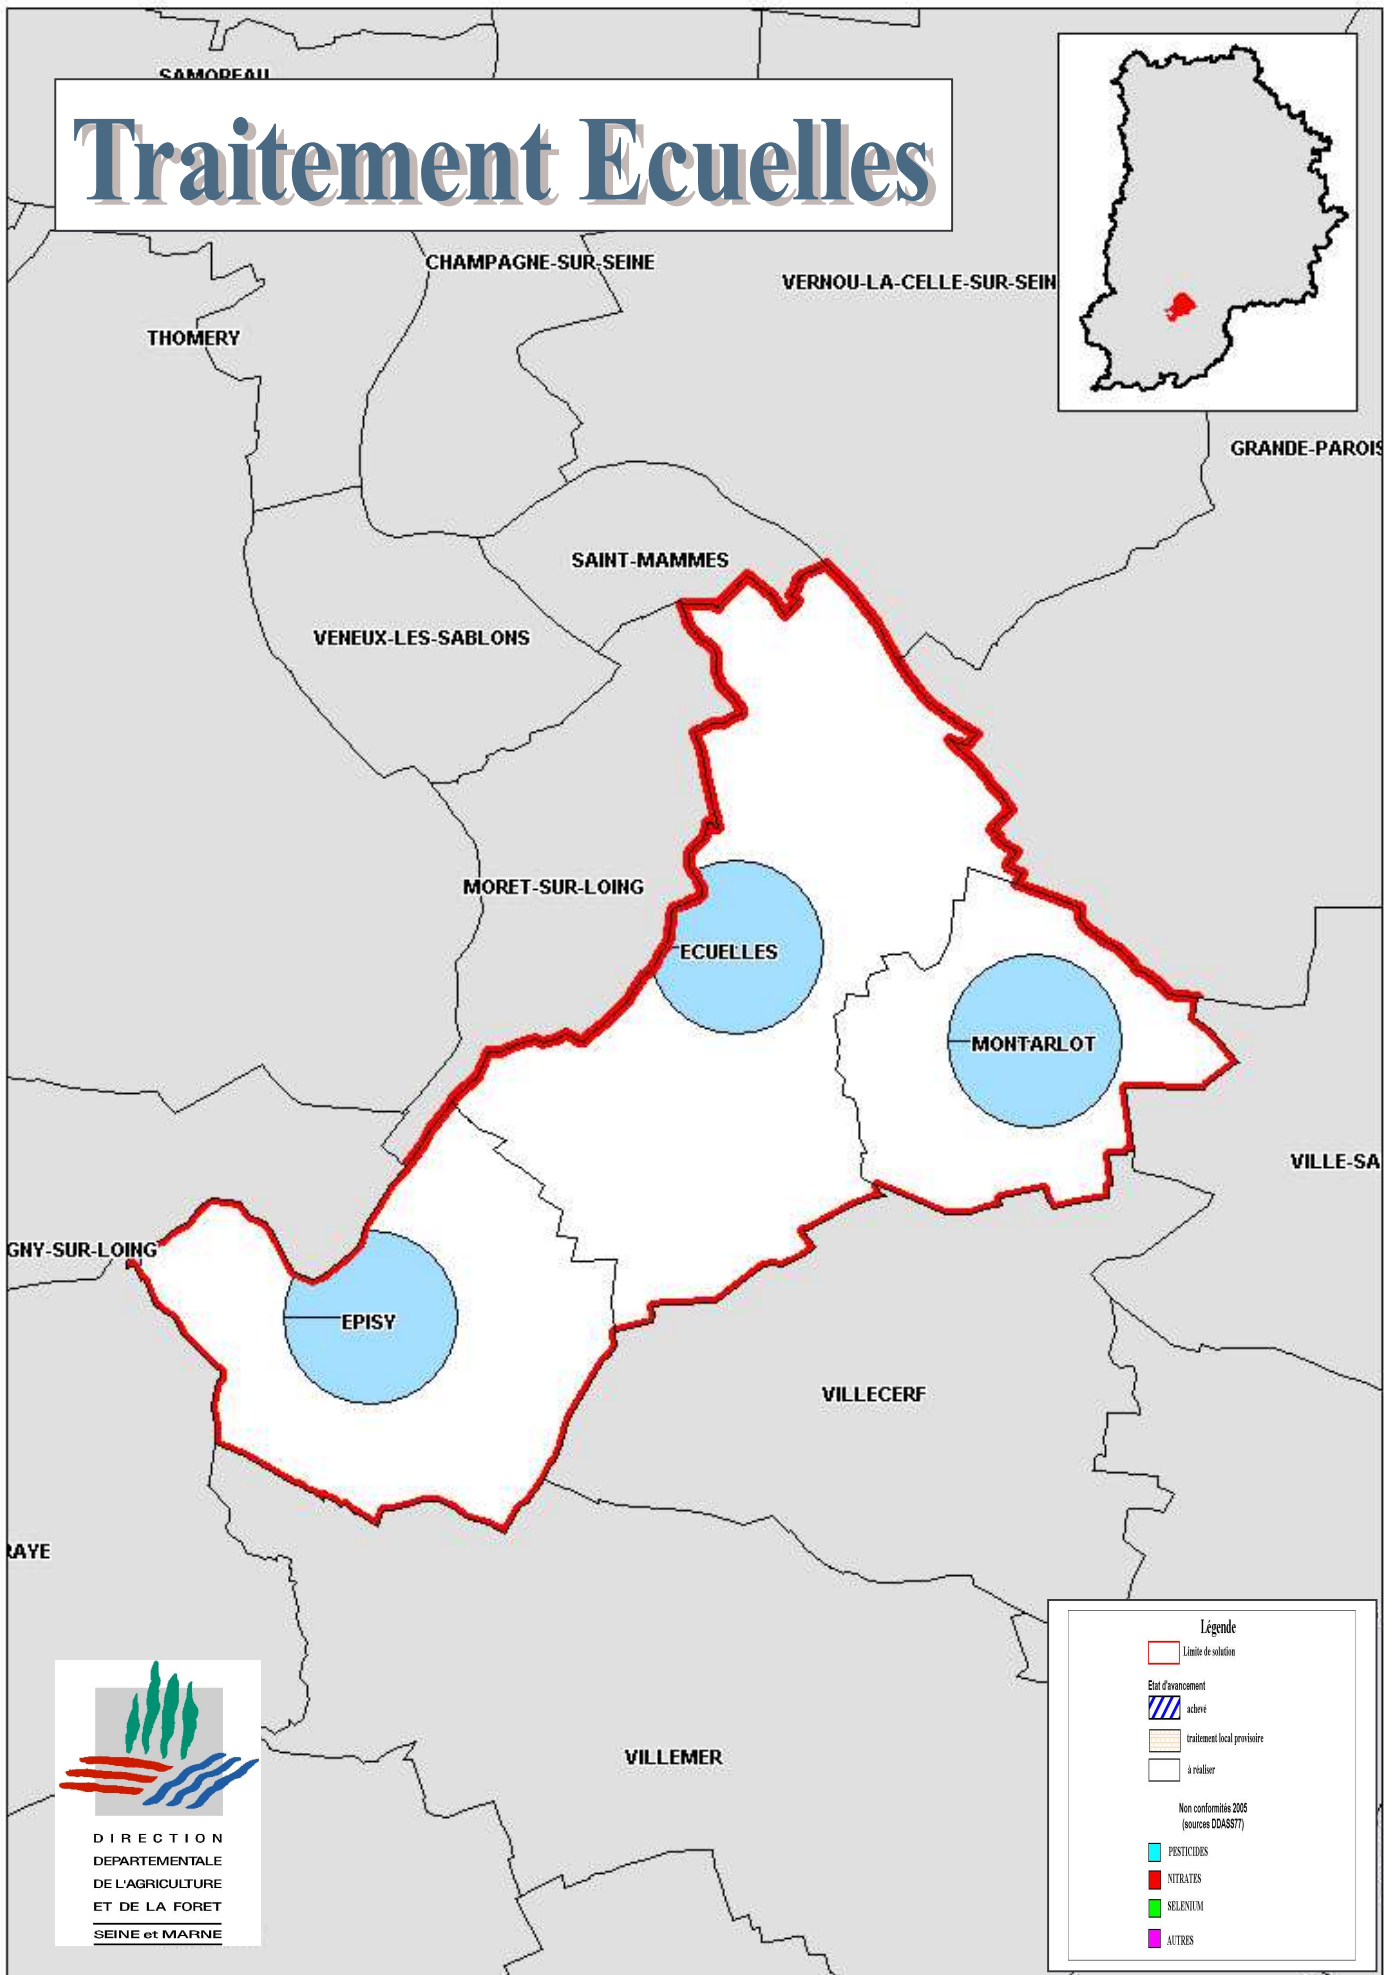 SAMOREAU
Traitement Ecuelles
CHAMPAGNE-SUR-SEINE
VERNOU-LA-CELLE-SUR-SEIN
THOMERY
GRANDE-PAROIS
SAINT-MAMMES
VENEUX-LES-SABLONS
MORET-SUR-LOING
ECUELLES
MONTARLOT
VILLE-SA
GNY-SUR-LOING
EPISY
VILLECERF
RAYE
VILLEMER
DIRECTION
DEPARTEMENTALE
DE L'AGRICULTURE
ET DE LA FORET
SEINE et MARNE
Légende
Limite de solution
Etat d'avancement
achevé
traitement local provisoire
à réaliser
Non conformités 2005
(sources DDASS77)
PESTICIDES
NITRATES
SELENIUM
AUTRES